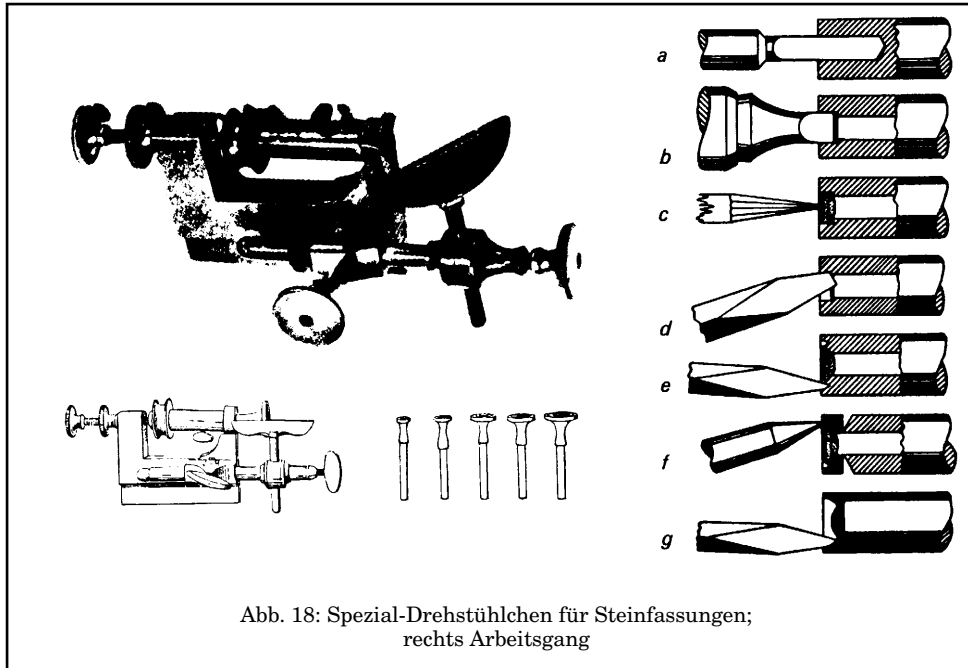 a
b
c
d
e
f
g
Abb. 18: Spezial-Drehstühlchen für Steinfassungen;
rechts Arbeitsgang